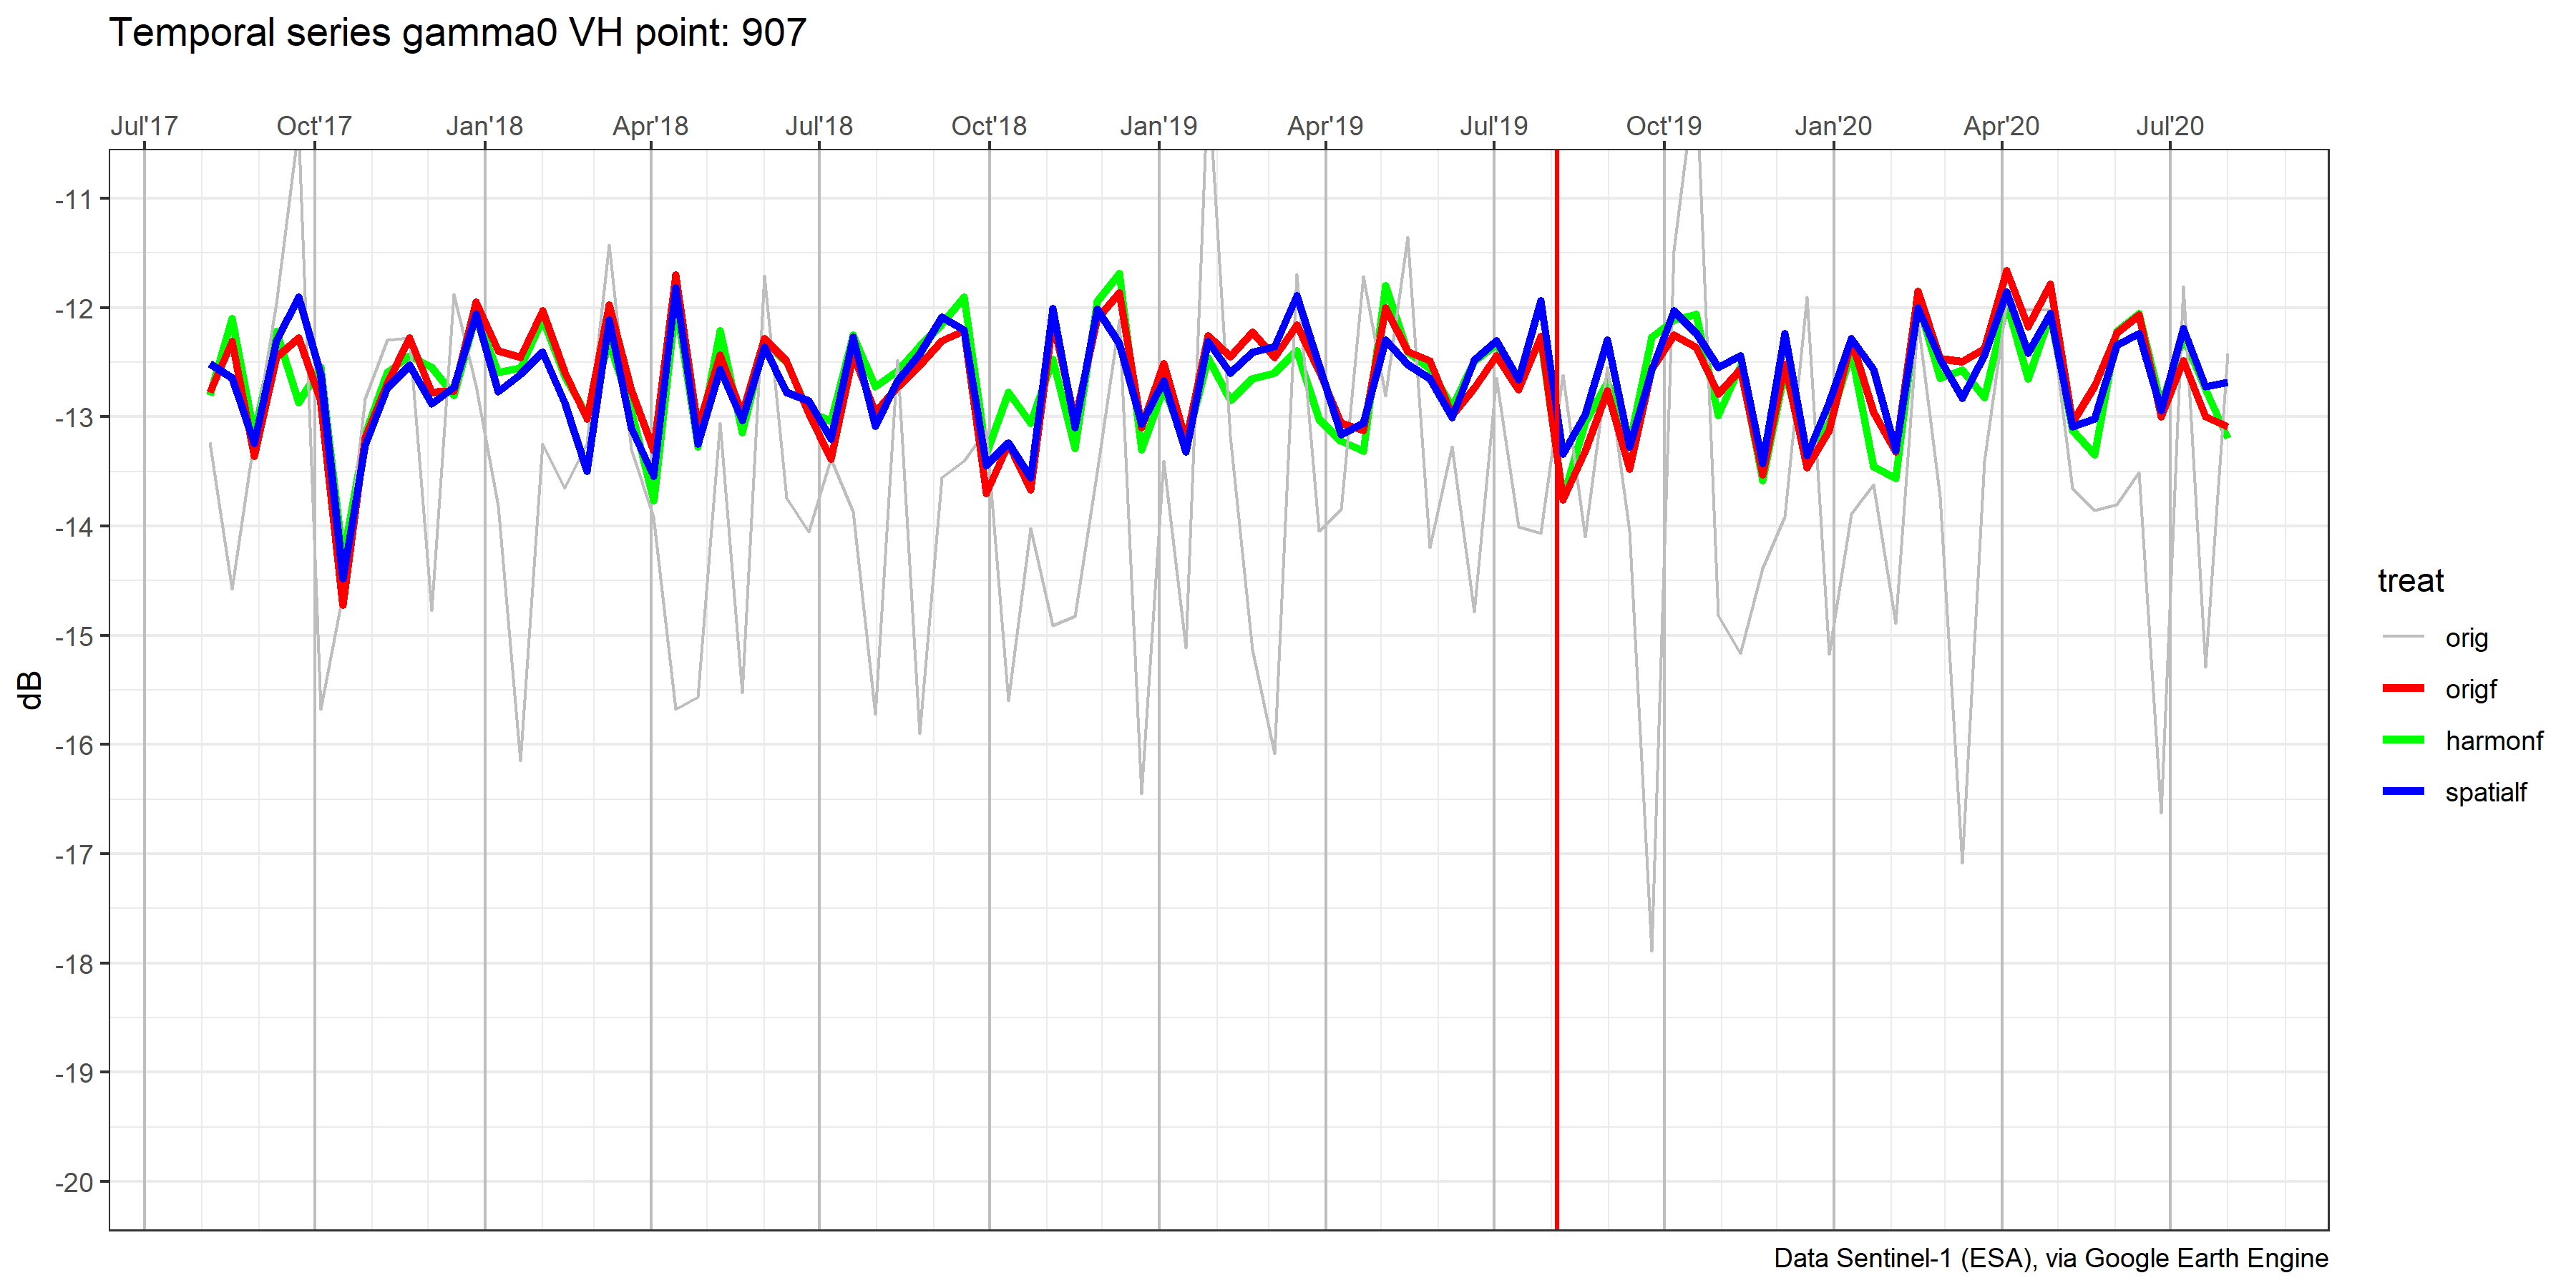 Temporal series gamma0 VH point: 907
Jul'17 Oct'17 Jan'18 Apr'18 Jul'18 Oct'18 Jan'19 Apr'19 Jul'19 Oct'19 Jan'20 Apr'20 Jul'20
-11
-12
-13
-14
-15
-16
-17
-18
-19
-20
dB
treat
orig
origf
harmonf
spatialf
Data Sentinel-1 (ESA), via Google Earth Engine